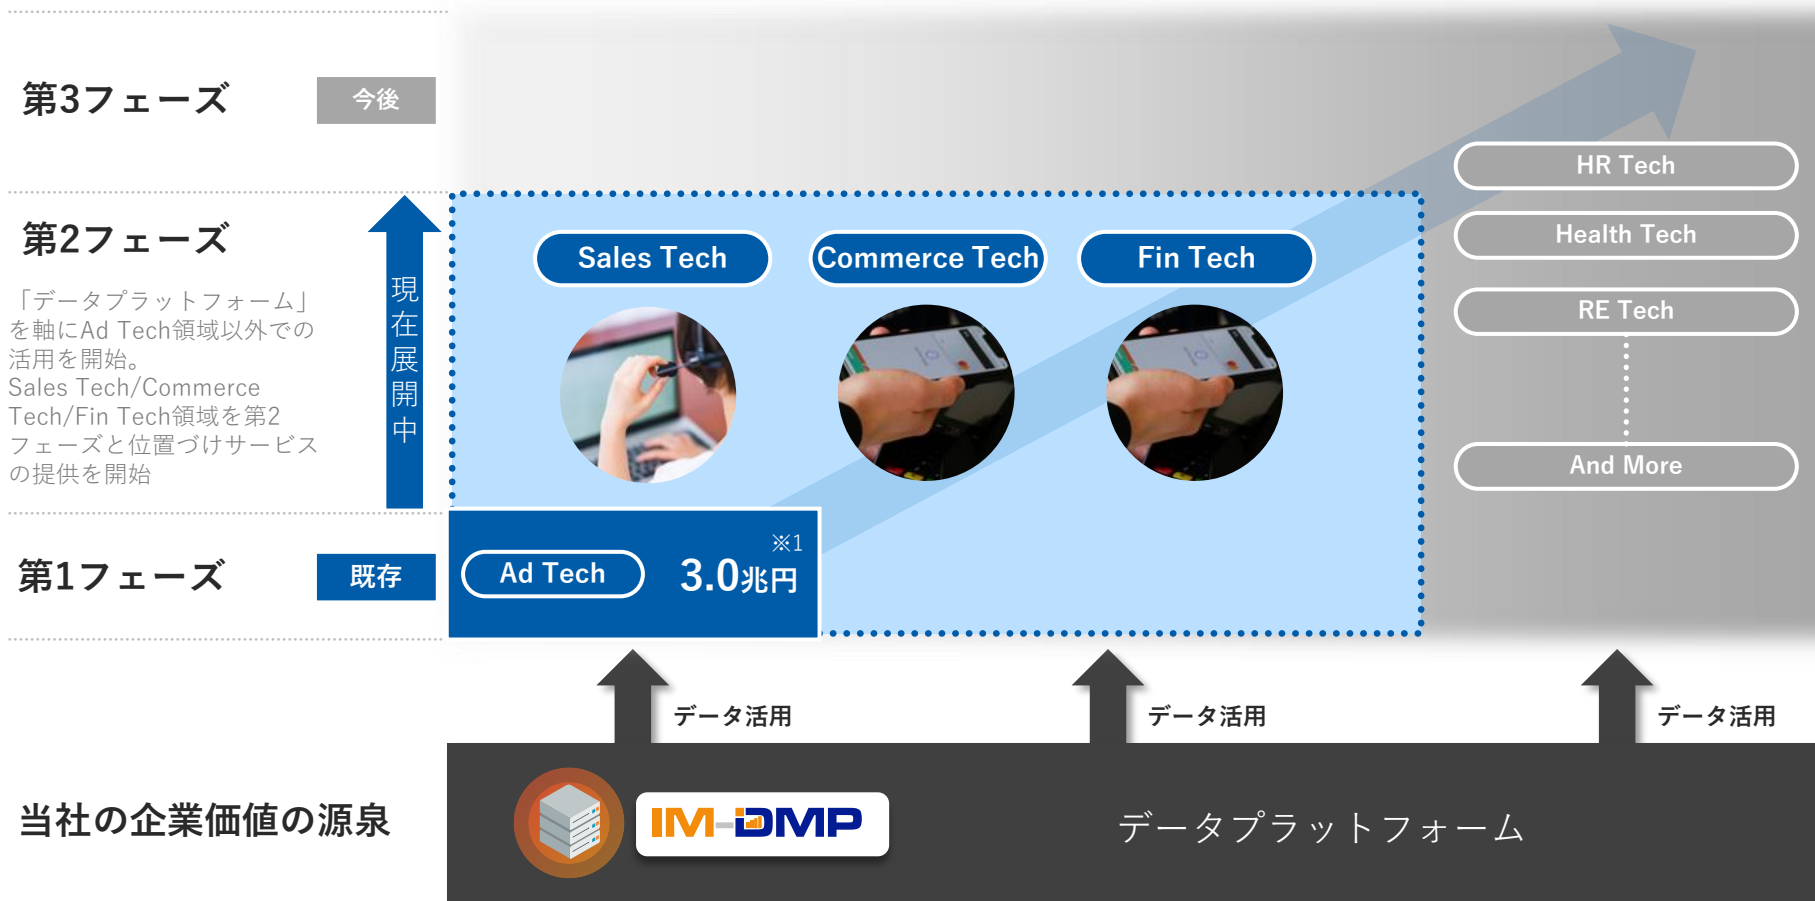 第3フェーズ
今後
HR Tech
第2フェーズ
Health Tech
Sales Tech
Commerce Tech
Fin Tech
「データプラットフォーム」
を軸にAd Tech領域以外での
活用を開始。
Sales Tech/Commerce
Tech/Fin Tech領域を第2
フェーズと位置づけサービス
の提供を開始
現在展開中
RE Tech
And More
第1フェーズ
既存
Ad Tech
※1
3.0兆円
データ活用
データ活用
データ活用
当社の企業価値の源泉
IM-DMP
データプラットフォーム